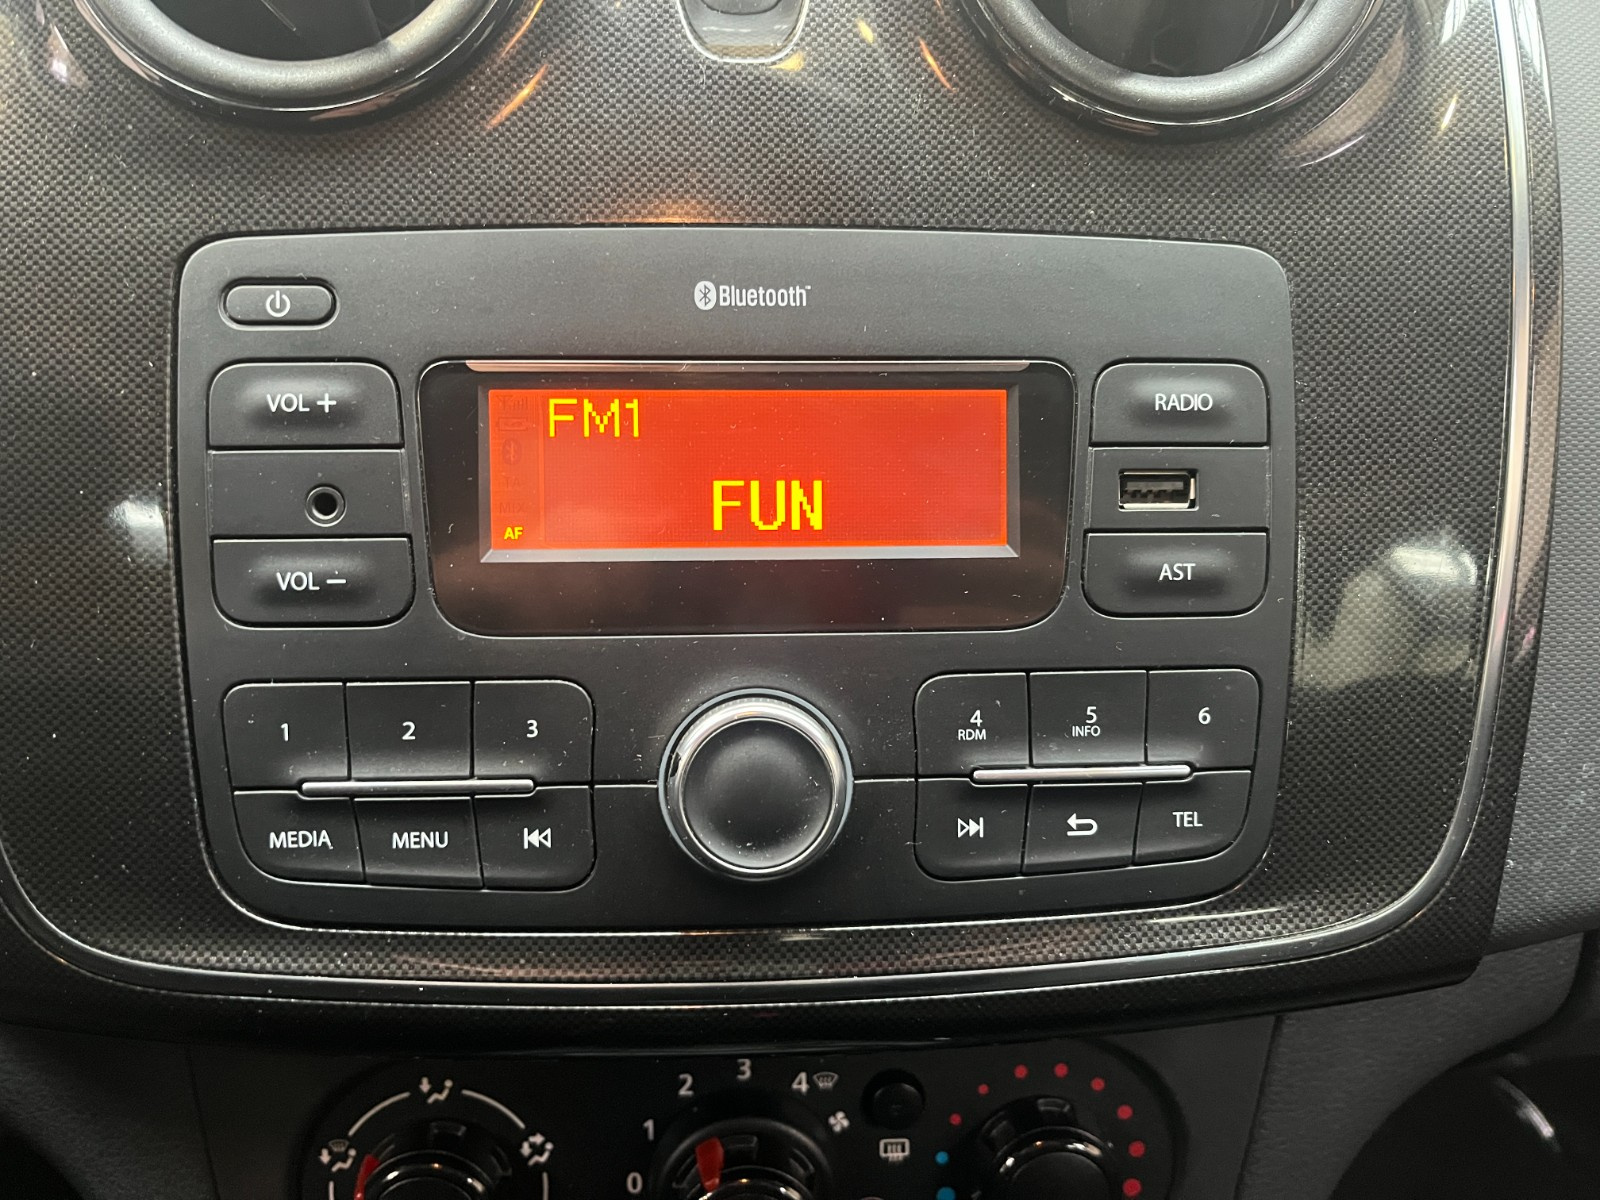 Bluetooth™
VOL +
RADIO
FM1
FUN
AF
VOL –
AST
1
2
3
4
RDM
5
INFO
6
MEDIA
MENU
TEL
0
1
2
3
4